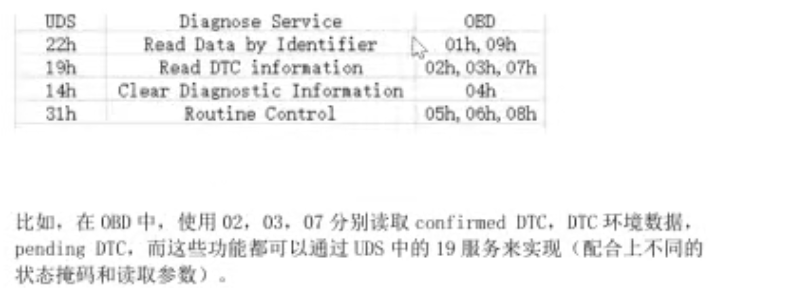 UDS Diagnose Service OBD
22h Read Data by Identifier 01h, 09h
19h Read DTC information 02h, 03h, 07h
14h Clear Diagnostic Information 04h
31h Routine Control 05h, 06h, 08h
比如，在 OBD 中，使用 02，03，07 分别读取 confirmed DTC，DTC 环境数据，
pending DTC，而这些功能都可以通过 UDS 中的 19 服务来实现（配合上不同的
状态掩码和读取参数）。